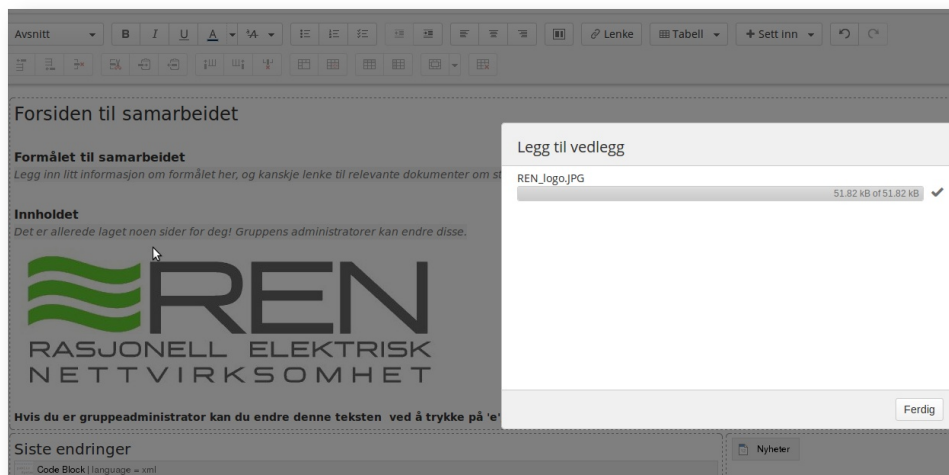 Avsnitt
B I U A Lenke Tabell Sett inn
Forsiden til samarbeidet
Formålet til samarbeidet
Legg inn litt informasjon om formålet her, og kanskje lenke til relevante dokumenter om st
Innholdet
Det er allerede laget noen sider for deg! Gruppens administratorer kan endre disse.
REN
RASJONELL ELEKTRISK
NETTVIRKSOMHET
Hvis du er gruppeadministrator kan du endre denne teksten ved å trykke på 'e'
Siste endringer
Code Block | language = xml
Legg til vedlegg
REN_logo.JPG
51.82 kB of 51.82 kB
Ferdig
Nyheter